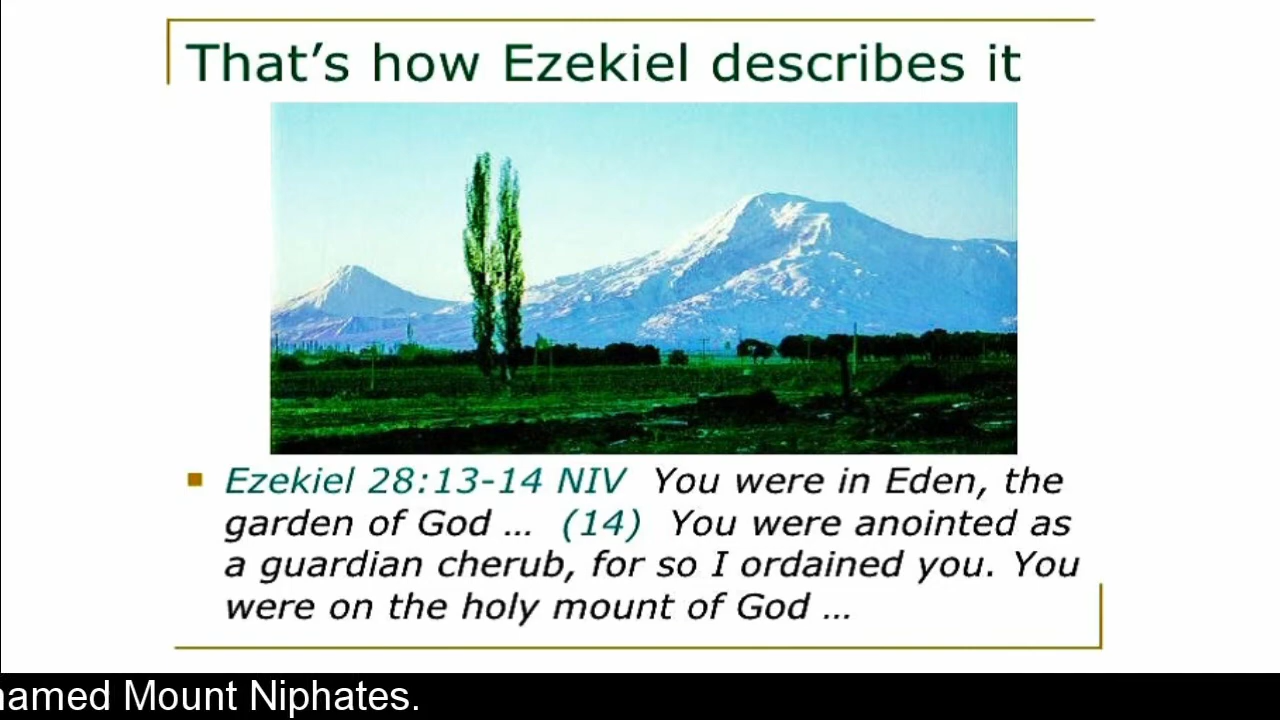 That’s how Ezekiel describes it
▪ Ezekiel 28:13-14 NIV You were in Eden, the
garden of God … (14) You were anointed as
a guardian cherub, for so I ordained you. You
were on the holy mount of God …
named Mount Niphates.